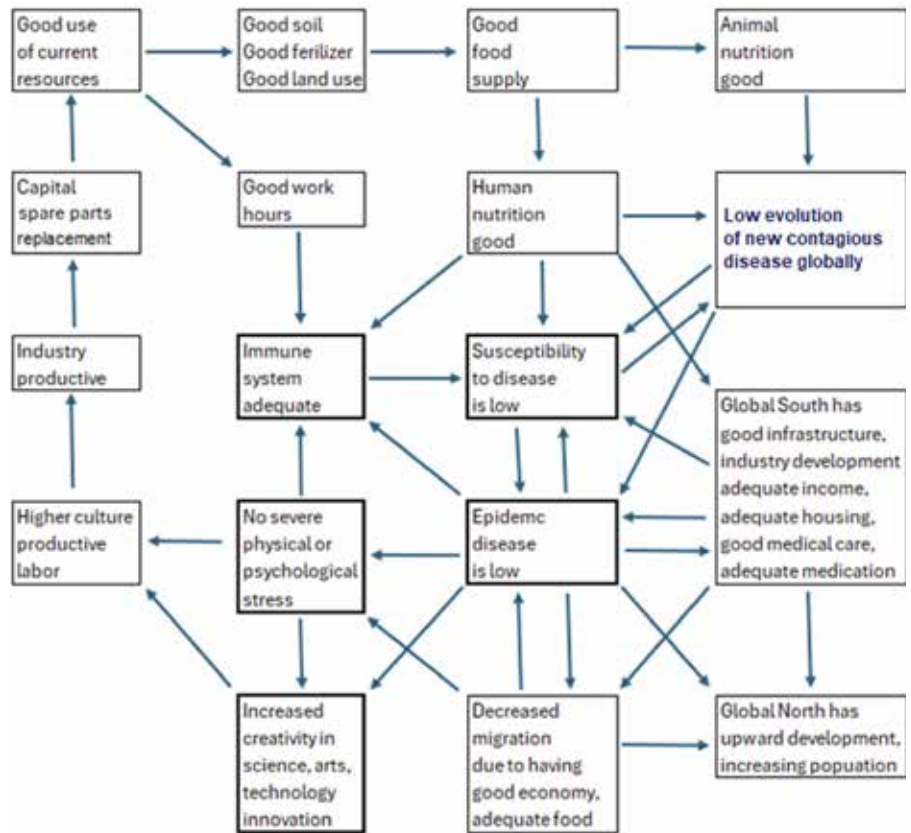 Good use
of current
resources
Good soil
Good ferilizer
Good land use
Good
food
supply
Animal
nutrition
good
Capital
spare parts
replacement
Good work
hours
Human
nutrition
good
Low evolution
of new contagious
disease globally
Industry
productive
Immune
system
adequate
Susceptibility
to disease
is low
Global South has
good infrastructure,
industry development
adequate income,
adequate housing,
good medical care,
adequate medication
Higher culture
productive
labor
No severe
physical or
psychological
stress
Epidemc
disease
is low
Increased
creativity in
science, arts,
technology
innovation
Decreased
migration
due to having
good economy,
adequate food
Global North has
upward development,
increasing popuation